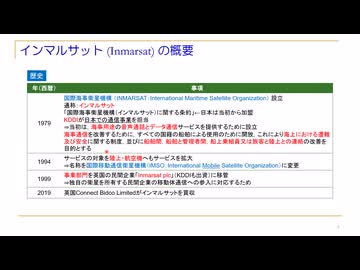 インマルサット (Inmarsat) の概要
歴史
年（西暦） 事項
1979
国際海事衛星機構（INMARSAT：International Maritime Satellite Organization）設立
通称：インマルサット
「国際海事衛星機構（インマルサット）に関する条約」←日本は当初から加盟
KDDIが日本での通信事業を担当
⇒当初は、海事用途の音声通話とデータ通信サービスを提供するために設立
海事通信を改善するために、すべての国籍の船舶による使用のために開放、これにより海上における遭難
及び安全に関する制度、並びに船舶間、船舶と管理者間、船上乗組員又は旅客と陸上との連絡の改善を
目的とする
1994
サービスの対象を陸上・航空機へもサービスを拡大
⇒名称を国際移動通信衛星機構（IMSO：International Mobile Satellite Organization）に変更
1999
事業部門を英国の民間企業「Inmarsat plc」（KDDIも出資）に移管
⇒独自の衛星を所有する民間企業の移動体通信への参入に対応するため
2019 英国Connect Bidco Limitedがインマルサットを買収